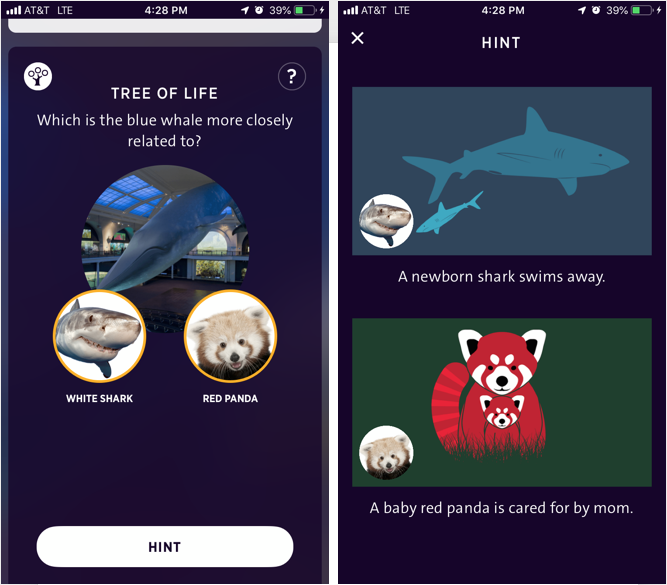 AT&T LTE 4:28 PM 39%
?
TREE OF LIFE
Which is the blue whale more closely
related to?
WHITE SHARK
RED PANDA
HINT
AT&T LTE 4:28 PM 39%
HINT
A newborn shark swims away.
A baby red panda is cared for by mom.